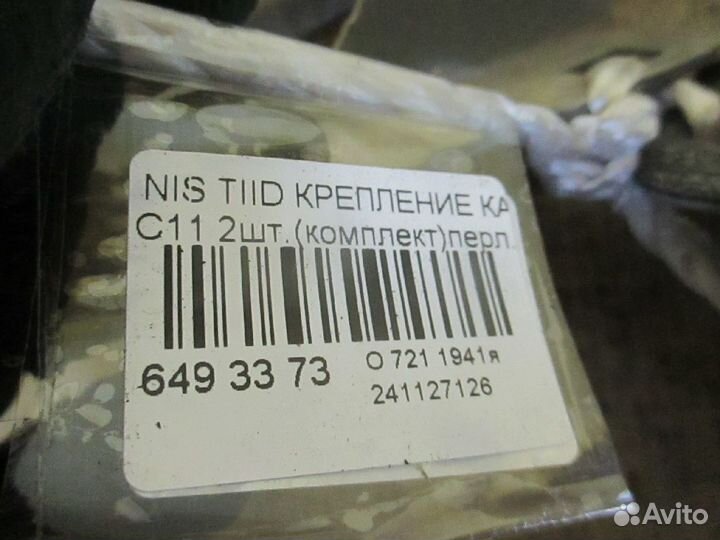 NIS TIID КРЕПЛЕНИЕ КА
C11 2шт.(комплект)перл.
649 33 73
O 721 1941я
241127126
Avito